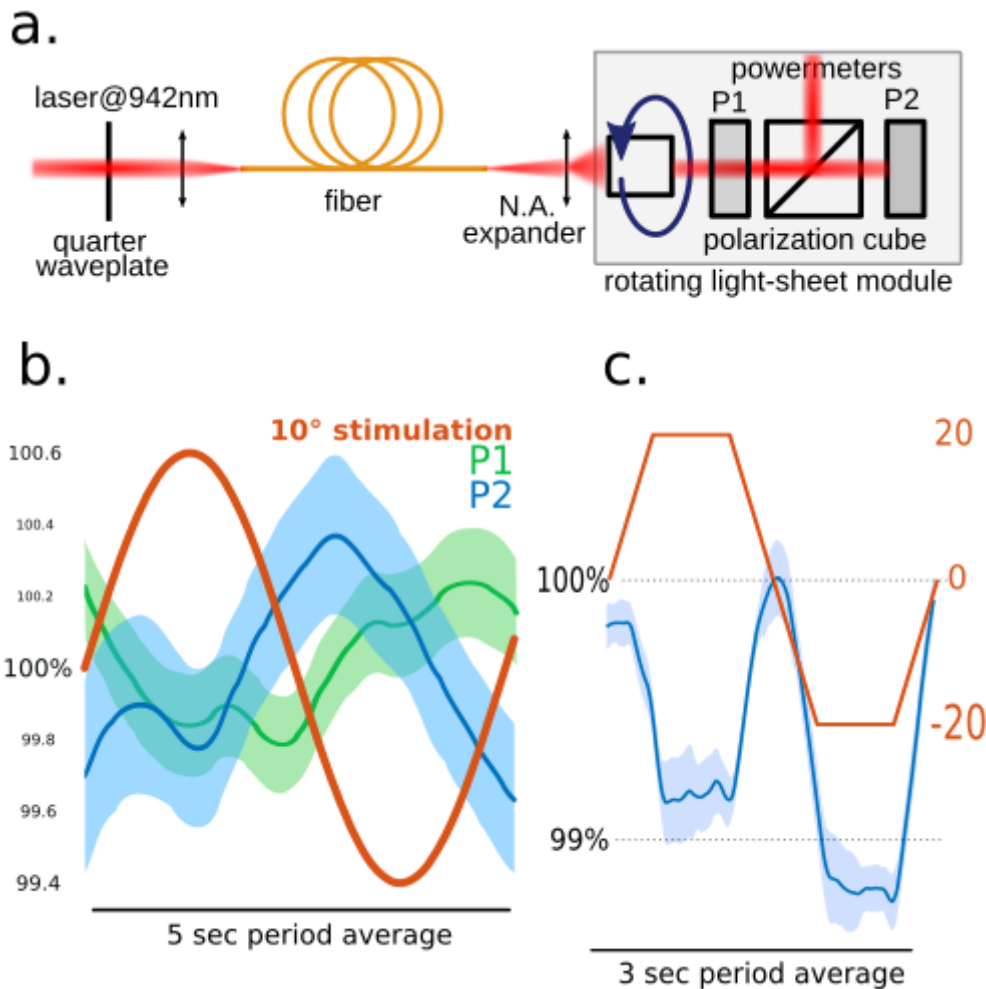 a.
laser@942nm
quarter
waveplate
fiber
N.A.
expander
powermeters
P1
P2
polarization cube
rotating light-sheet module
b.
10° stimulation
P1
P2
100.6
100.4
100.2
100%
99.8
99.6
99.4
5 sec period average
c.
20
100%
0
-20
99%
3 sec period average